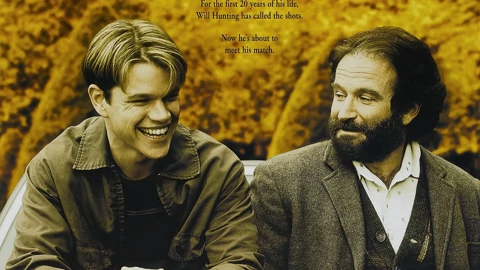 For the first 20 years of his life,
Will Hunting has called the shots.
Now he's about to
meet his match.